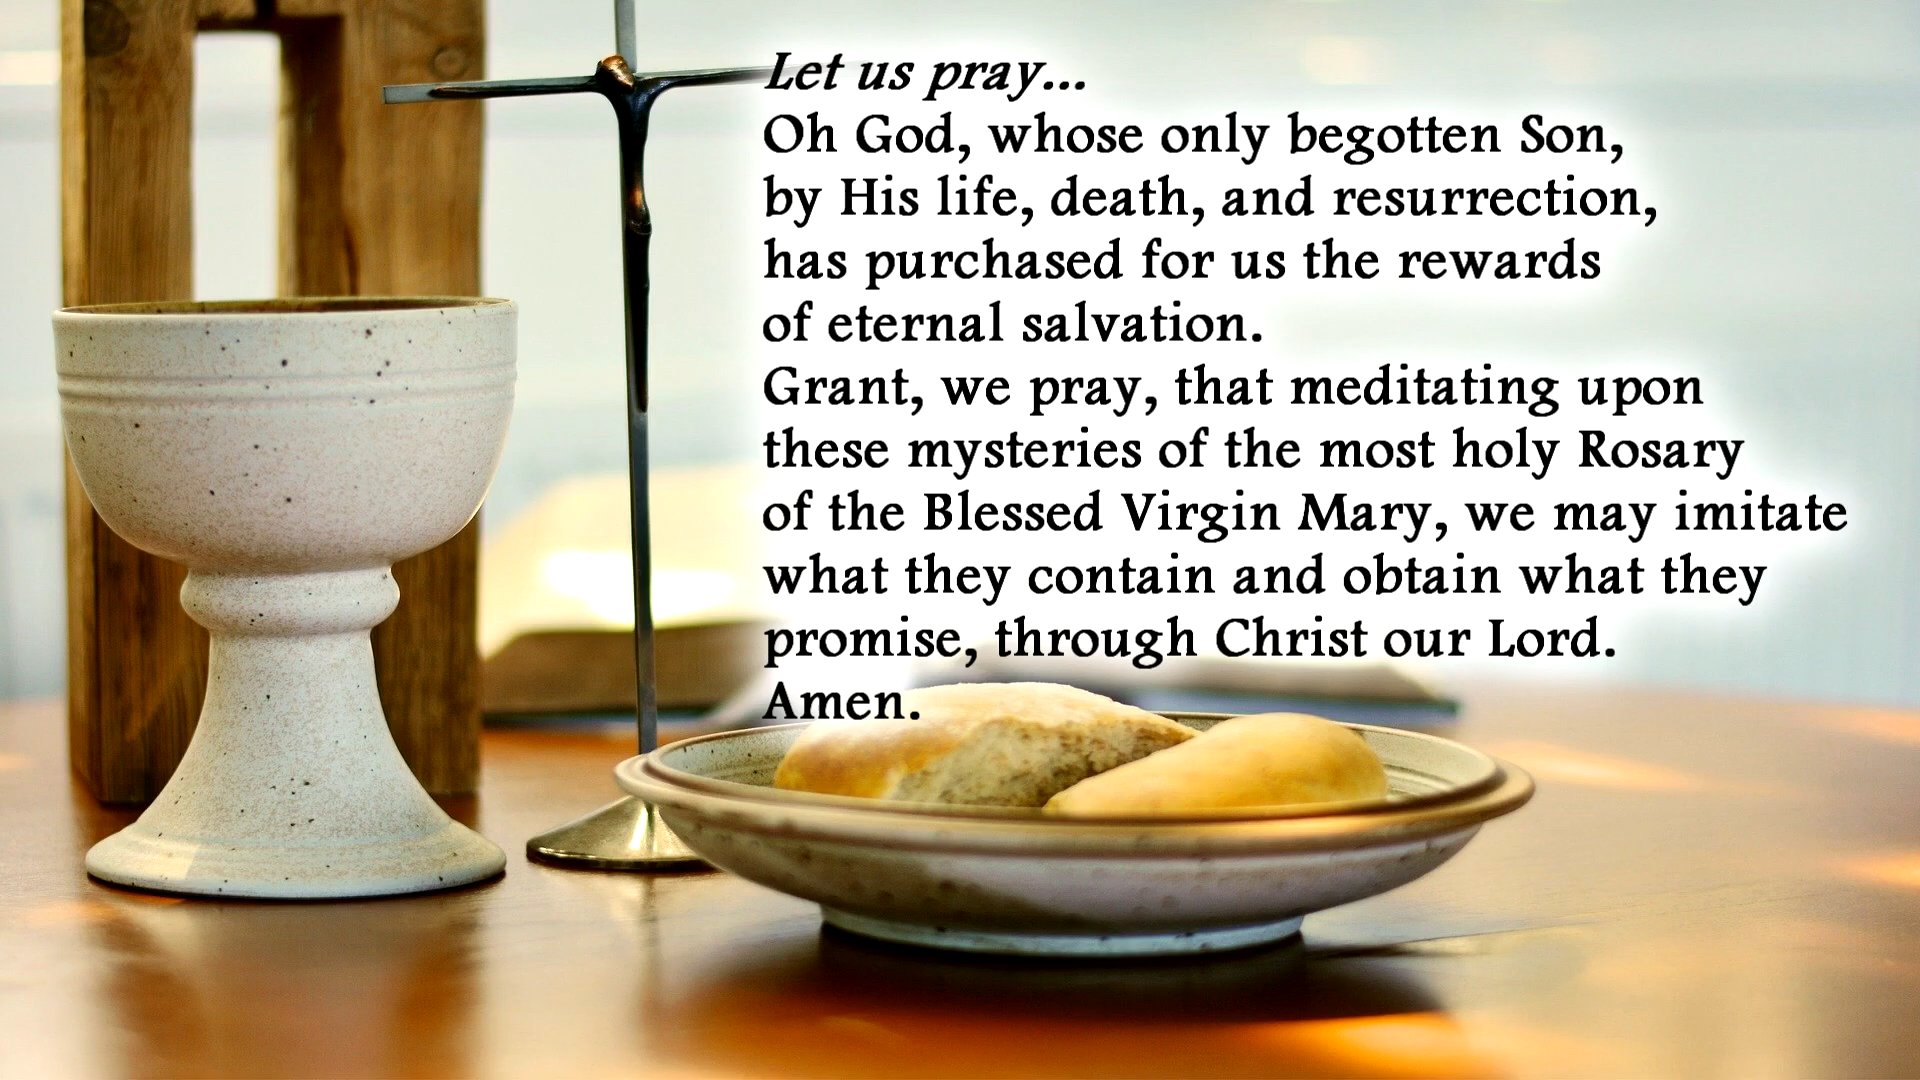 Let us pray...
Oh God, whose only begotten Son,
by His life, death, and resurrection,
has purchased for us the rewards
of eternal salvation.
Grant, we pray, that meditating upon
these mysteries of the most holy Rosary
of the Blessed Virgin Mary, we may imitate
what they contain and obtain what they
promise, through Christ our Lord.
Amen.